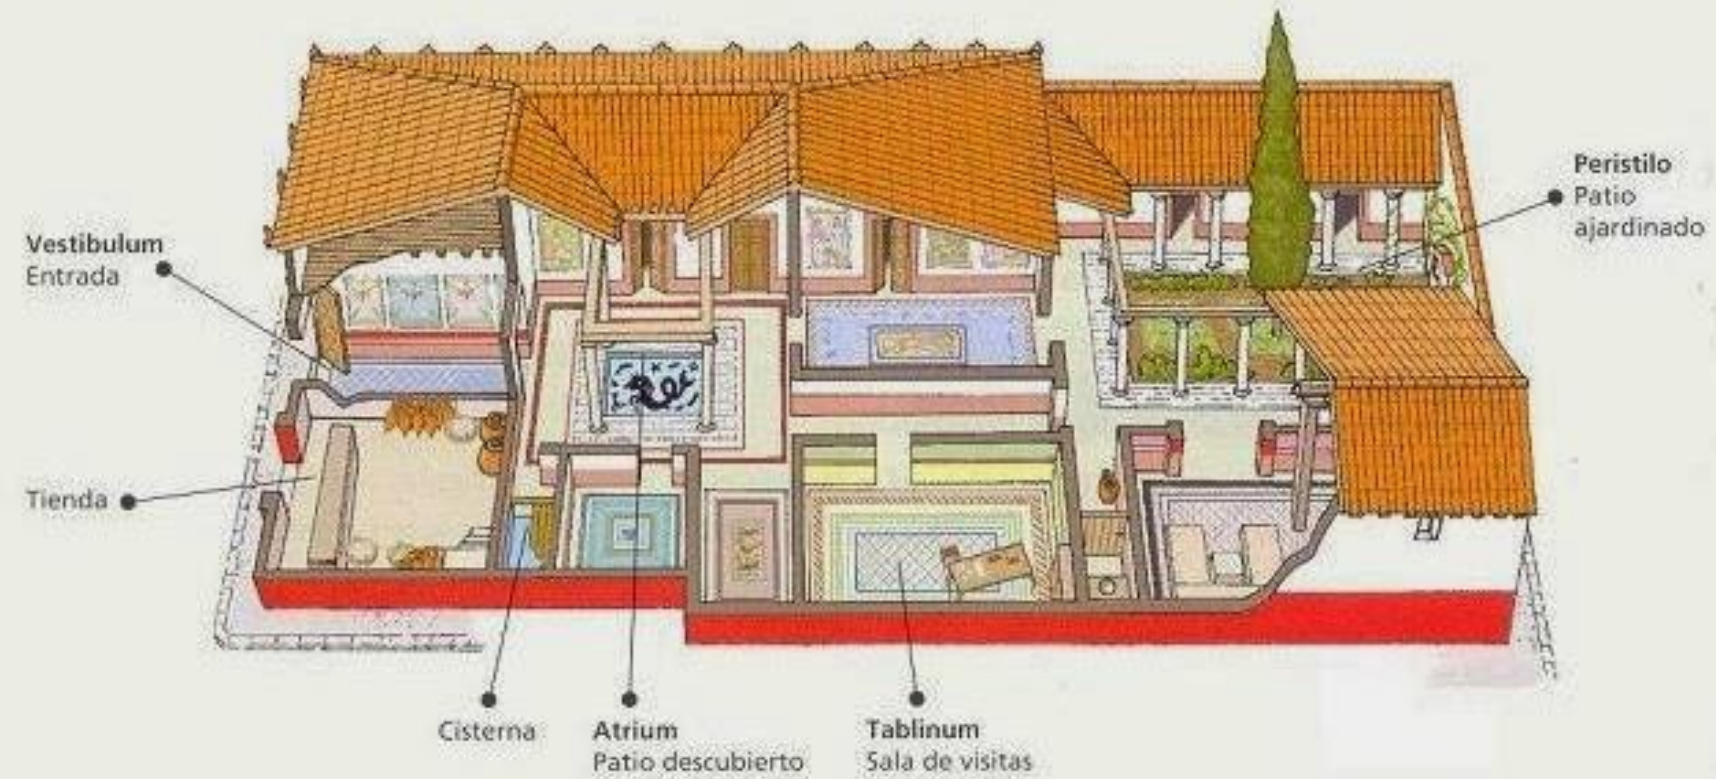 Peristilo
Patio
ajardinado
Vestibulum
Entrada
Tienda
Cisterna
Atrium
Patio descubierto
Tablinum
Sala de visitas